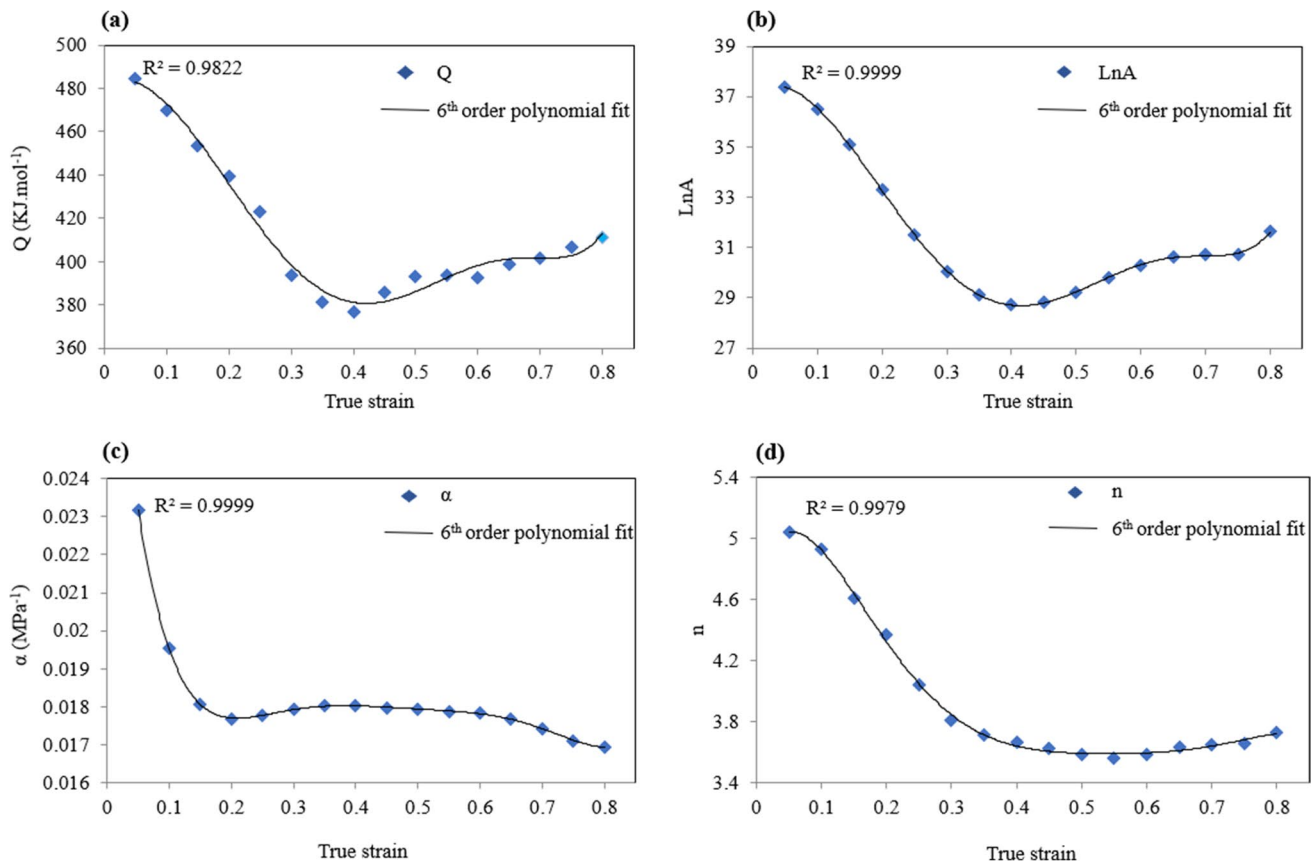 (a)
500
480
460
440
420
400
380
360
Q (KJ.mol-1)
R² = 0.9822
Q
6th order polynomial fit
0 0.1 0.2 0.3 0.4 0.5 0.6 0.7 0.8
True strain
(b)
39
37
35
33
31
29
27
LnA
R² = 0.9999
LnA
6th order polynomial fit
0 0.1 0.2 0.3 0.4 0.5 0.6 0.7 0.8
True strain
(c)
0.024
0.023
0.022
0.021
0.02
0.019
0.018
0.017
0.016
α (MPa-1)
R² = 0.9999
α
6th order polynomial fit
0 0.1 0.2 0.3 0.4 0.5 0.6 0.7 0.8
True strain
(d)
5.4
5
4.6
4.2
3.8
3.4
n
R² = 0.9979
n
6th order polynomial fit
0 0.1 0.2 0.3 0.4 0.5 0.6 0.7 0.8
True strain